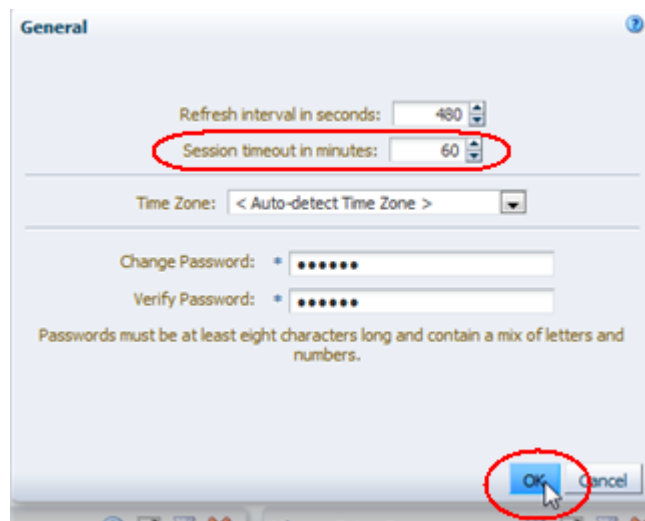 General
Refresh interval in seconds: 480
Session timeout in minutes: 60
Time Zone: < Auto-detect Time Zone >
Change Password: * ••••••
Verify Password: * ••••••
Passwords must be at least eight characters long and contain a mix of letters and
numbers.
OK Cancel